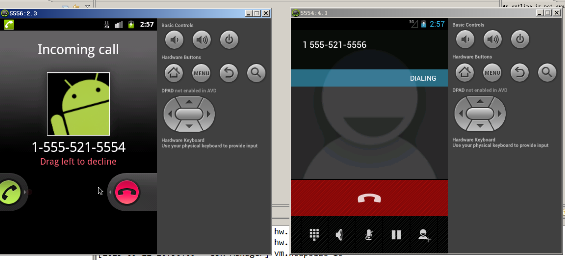 5556:2.3
2:57
Incoming call
1-555-521-5554
Drag left to decline
Basic Controls
Hardware Buttons
MENU
DPAD not enabled in AVD
Hardware Keyboard
Use your physical keyboard to provide input
5554:4.3
3G
2:57
1 555-521-5556
DIALING
Basic Controls
Hardware Buttons
MENU
DPAD not enabled in AVD
Hardware Keyboard
Use your physical keyboard to provide input
hw.
hw.